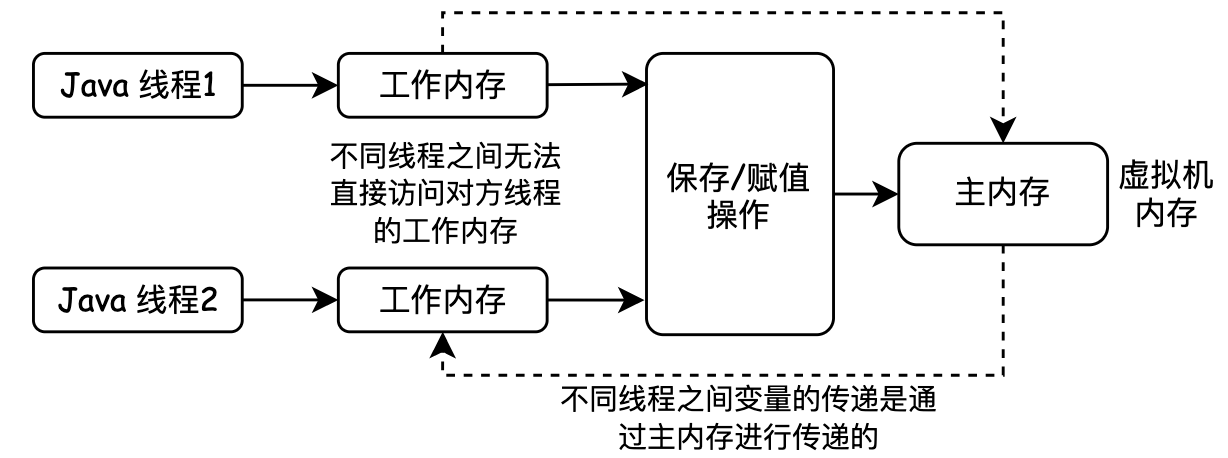 Java 线程1
工作内存
不同线程之间无法
直接访问对方线程
的工作内存
保存/赋值
操作
主内存
虚拟机
内存
Java 线程2
工作内存
不同线程之间变量的传递是通
过主内存进行传递的